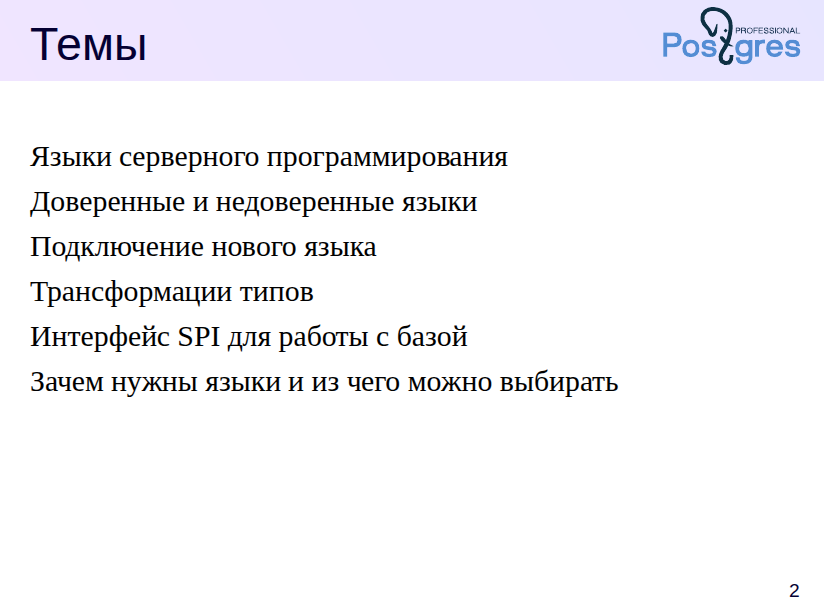 Темы
PROFESSIONAL
Postgres
Языки серверного программирования
Доверенные и недоверенные языки
Подключение нового языка
Трансформации типов
Интерфейс SPI для работы с базой
Зачем нужны языки и из чего можно выбирать
2